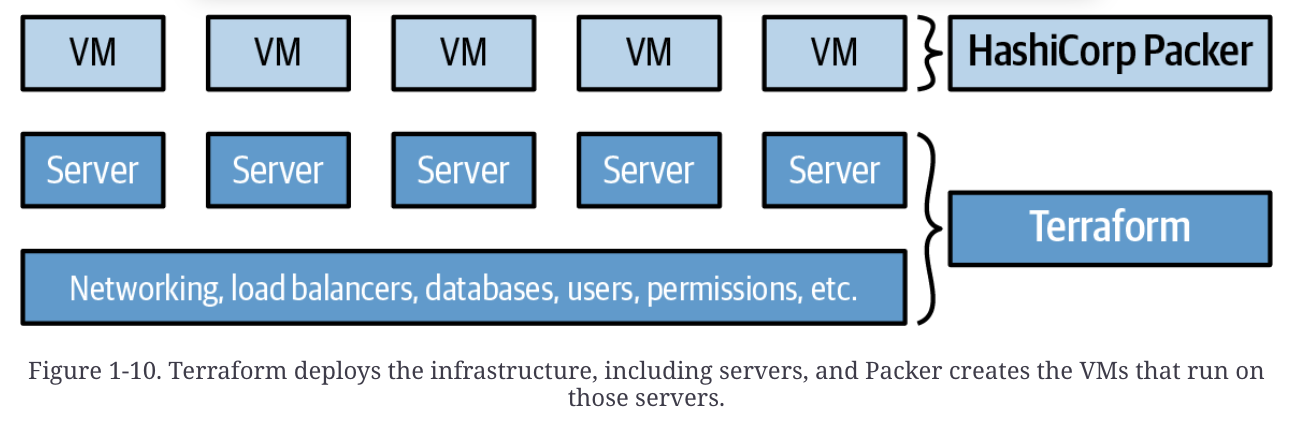 VM VM VM VM VM HashiCorp Packer
Server Server Server Server Server
Terraform
Networking, load balancers, databases, users, permissions, etc.
Figure 1-10. Terraform deploys the infrastructure, including servers, and Packer creates the VMs that run on
those servers.